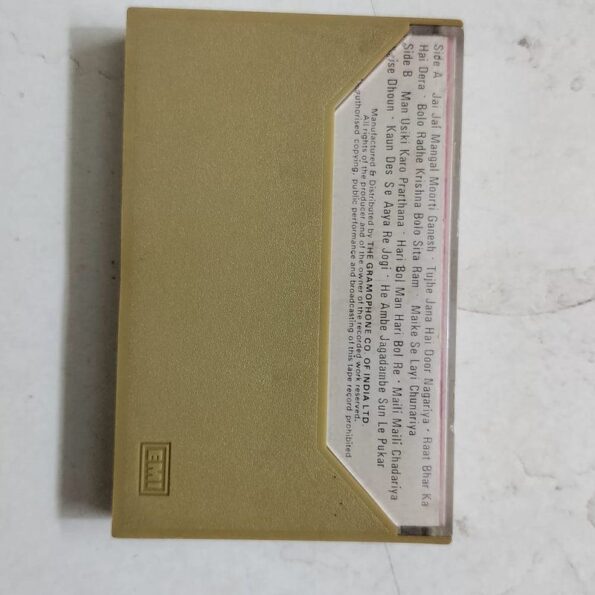 Side A Jai Jai Mangal Moorti Ganesh · Tujhe Jana Hai Door Nagariya · Raat Bhar Ka
Hai Dera · Bolo Radhe Krishna Bolo Sita Ram · Maike Se Layi Chunariya
Side B Man Usiki Karo Prarthana · Hari Bol Man Hari Bol Re · Maili Maili Chadariya
Dhoun · Kaun Des Se Aaya Re Jogi · He Ambe Jagadambe Sun Le Pukar
Manufactured & Distributed by THE GRAMOPHONE CO. OF INDIA LTD
All rights of the producer and of the owner of the recorded work reserved.
Unauthorised copying, public performance and broadcasting of this tape record prohibited.
EMI